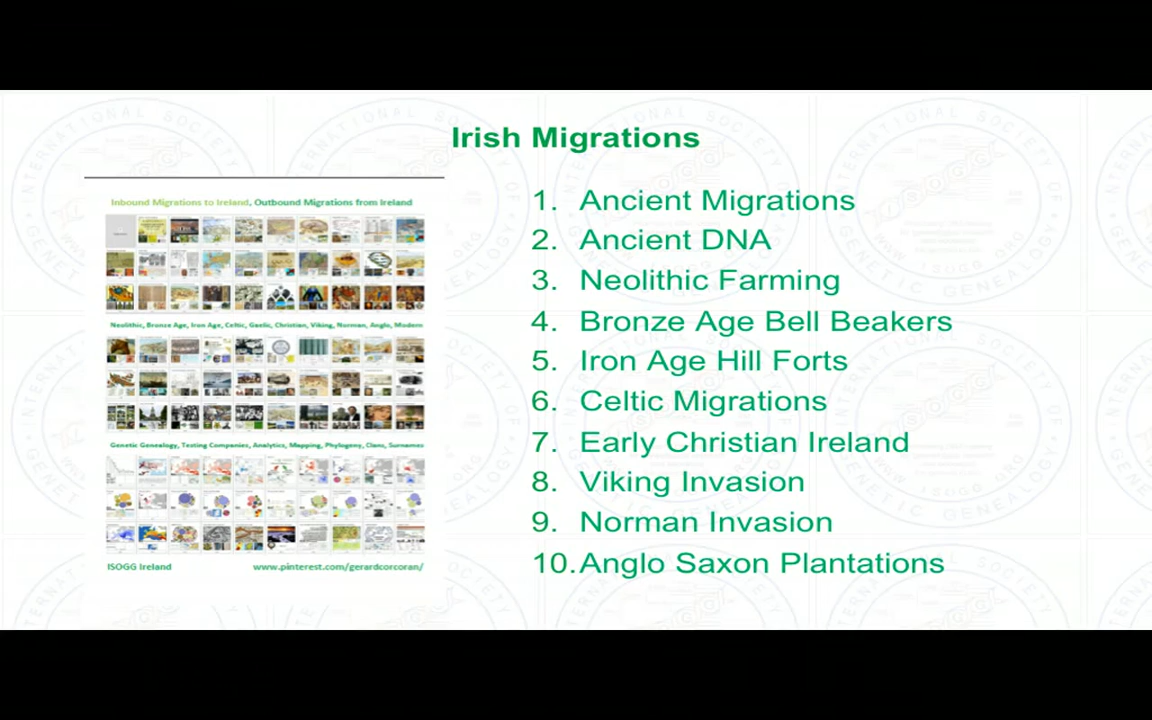 Irish Migrations
Inbound Migrations to Ireland, Outbound Migrations from Ireland
Neolithic, Bronze Age, Iron Age, Celtic, Gaelic, Christian, Viking, Norman, Anglo, Modern
Genetic Genealogy, Testing Companies, Analytics, Mapping, Phylogeny, Clans, Surnames
ISOGG Ireland
www.pinterest.com/gerardcorcoran/
1. Ancient Migrations
2. Ancient DNA
3. Neolithic Farming
4. Bronze Age Bell Beakers
5. Iron Age Hill Forts
6. Celtic Migrations
7. Early Christian Ireland
8. Viking Invasion
9. Norman Invasion
10. Anglo Saxon Plantations